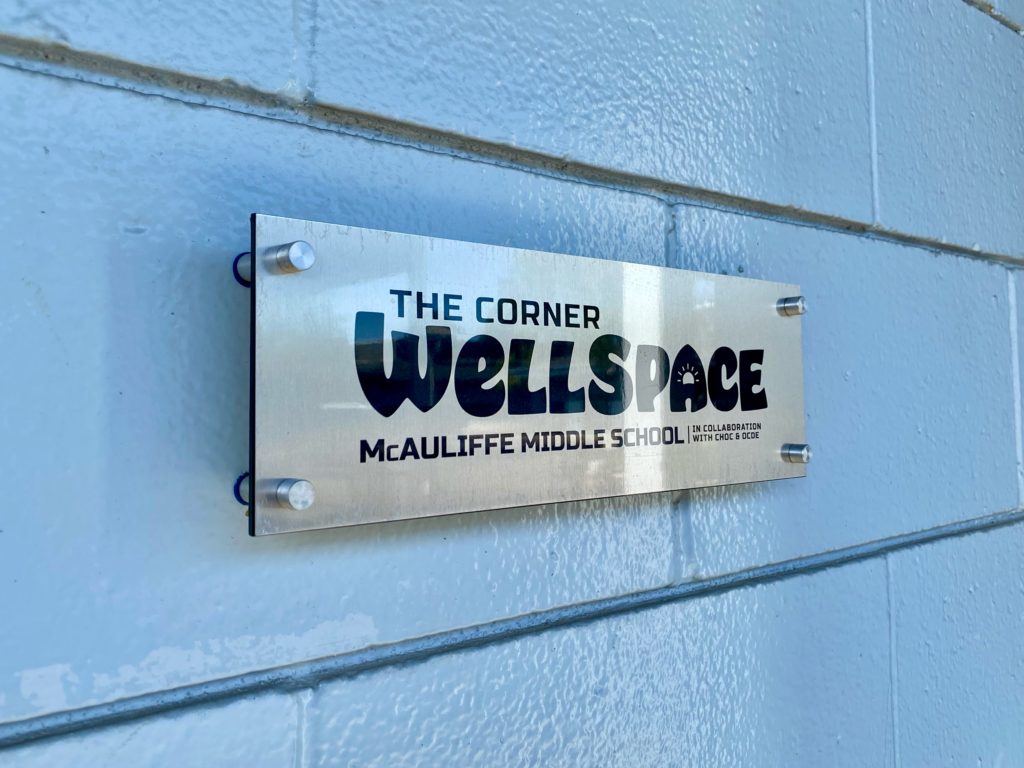 THE CORNER
WellSpace
McAULIFFE MIDDLE SCHOOL
IN COLLABORATION
WITH CHOC & OCDE